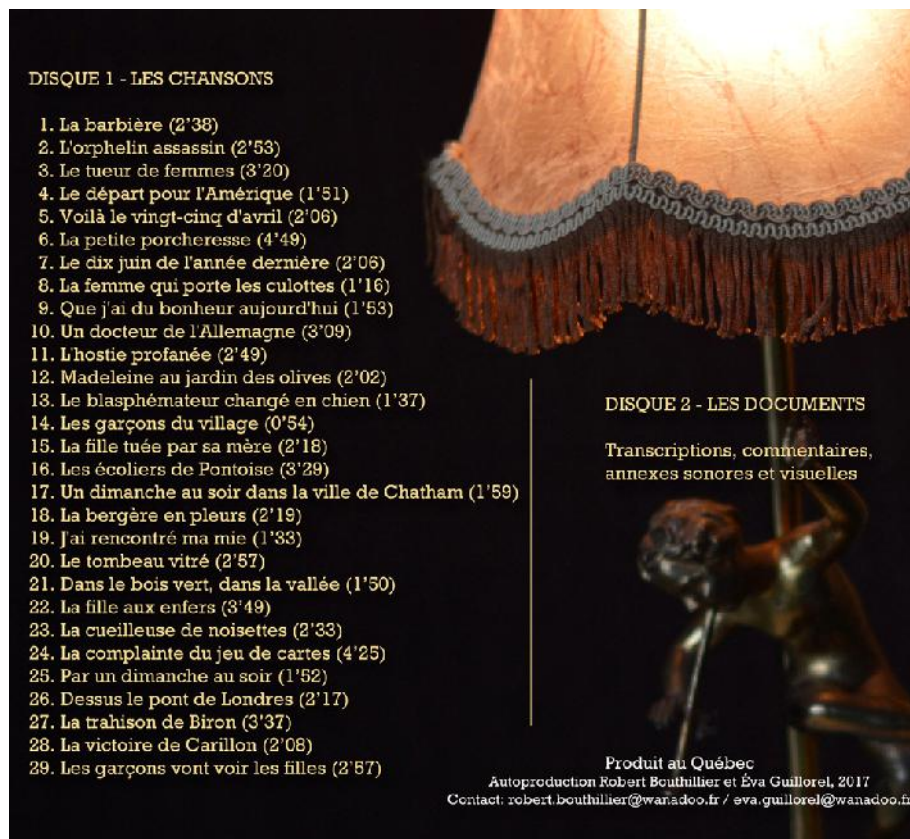 DISQUE 1 - LES CHANSONS
1. La barbière (2'38)
2. L'orphelin assassin (2'53)
3. Le tueur de femmes (3'20)
4. Le départ pour l'Amérique (1'51)
5. Voilà le vingt-cinq d'avril (2'06)
6. La petite porcheresse (4'49)
7. Le dix juin de l'année dernière (2'06)
8. La femme qui porte les culottes (1'16)
9. Que j'ai du bonheur aujourd'hui (1'53)
10. Un docteur de l'Allemagne (3'09)
11. L'hostie profanée (2'49)
12. Madeleine au jardin des olives (2'02)
13. Le blasphémateur changé en chien (1'37)
14. Les garçons du village (0'54)
15. La fille tuée par sa mère (2'18)
16. Les écoliers de Pontoise (3'29)
17. Un dimanche au soir dans la ville de Chatham (1'59)
18. La bergère en pleurs (2'19)
19. J'ai rencontré ma mie (1'33)
20. Le tombeau vitré (2'57)
21. Dans le bois vert, dans la vallée (1'50)
22. La fille aux enfers (3'49)
23. La cueilleuse de noisettes (2'33)
24. La complainte du jeu de cartes (4'25)
25. Par un dimanche au soir (1'52)
26. Dessus le pont de Londres (2'17)
27. La trahison de Biron (3'37)
28. La victoire de Carillon (2'08)
29. Les garçons vont voir les filles (2'57)
DISQUE 2 - LES DOCUMENTS
Transcriptions, commentaires,
annexes sonores et visuelles
Produit au Québec
Autoproduction Robert Bouthillier et Éva Guillorel, 2017
Contact: robert.bouthillier@wanadoo.fr / eva.guillorel@wanadoo.fr